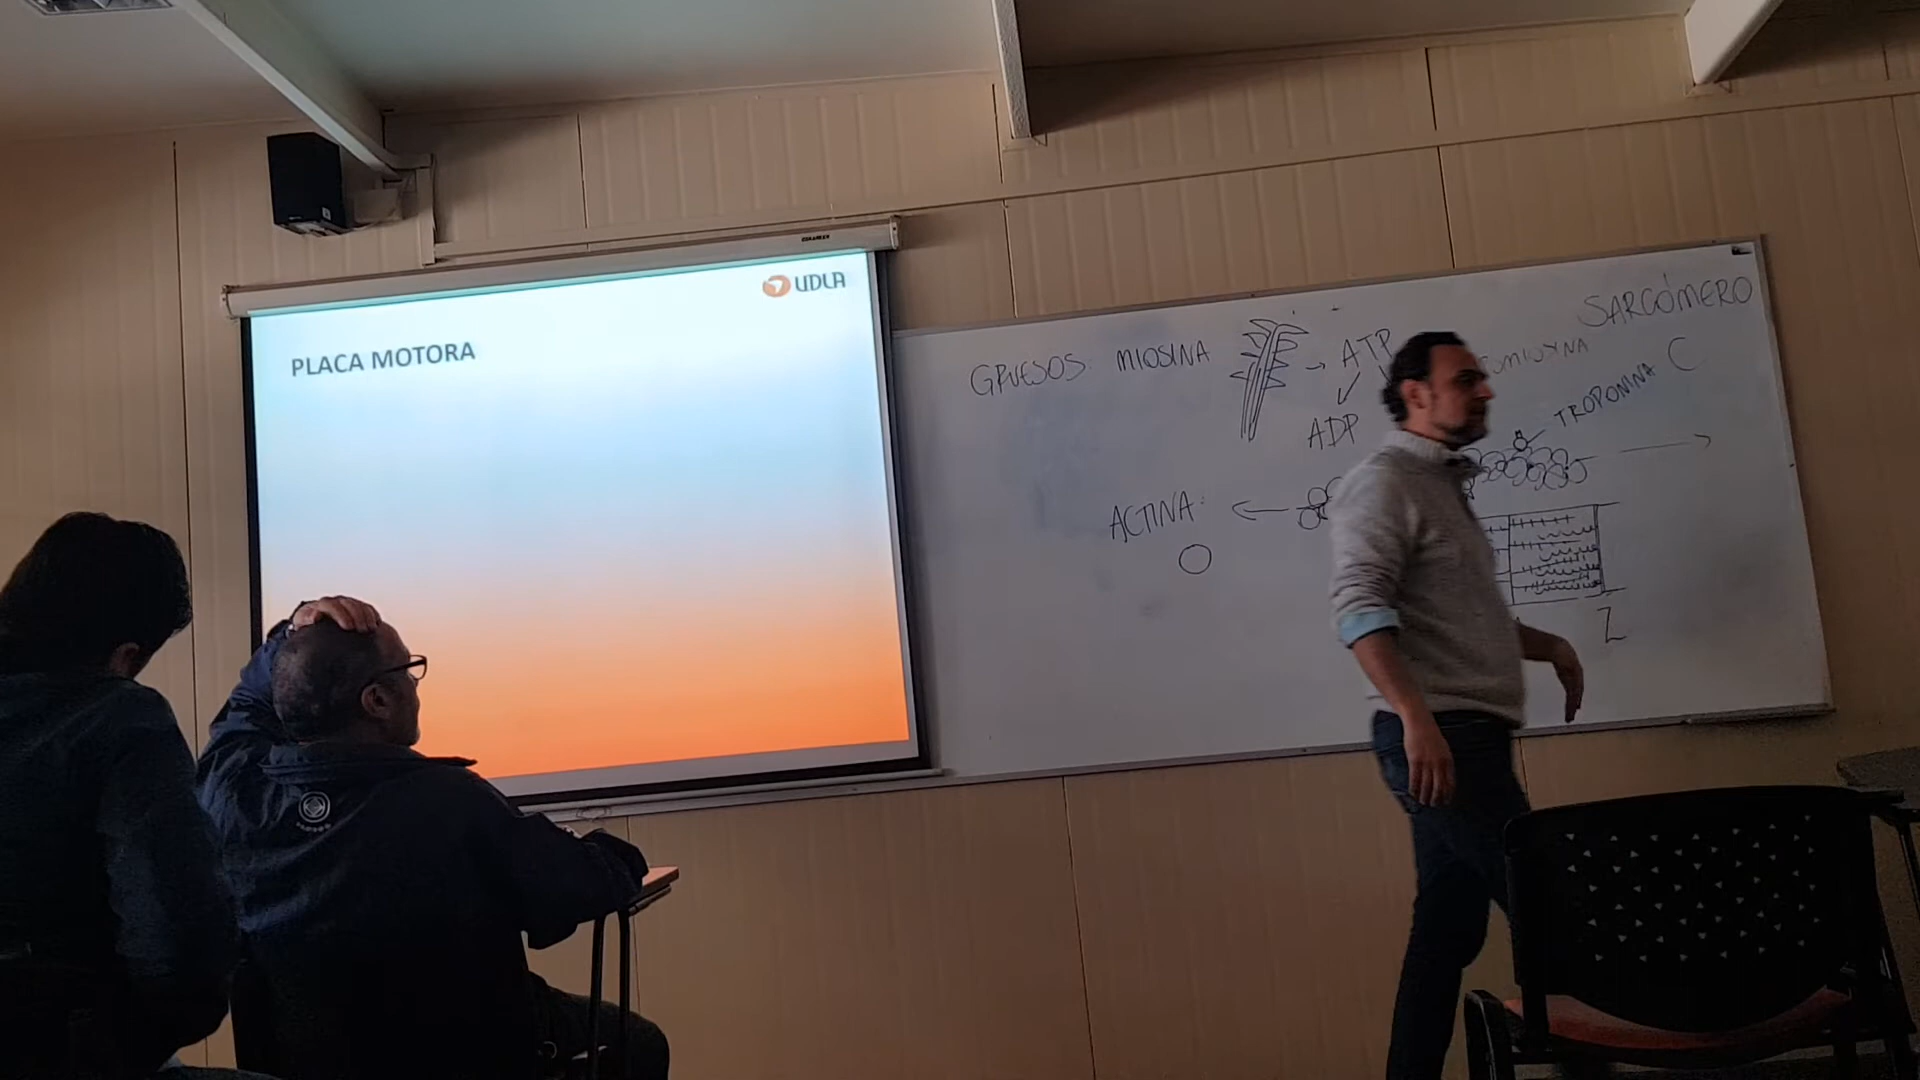 UDLA
PLACA MOTORA
SARCÓMERO
GRUESOS: MIOSINA
ATP
ADP
TROPONINA C
ACTINA:
Z